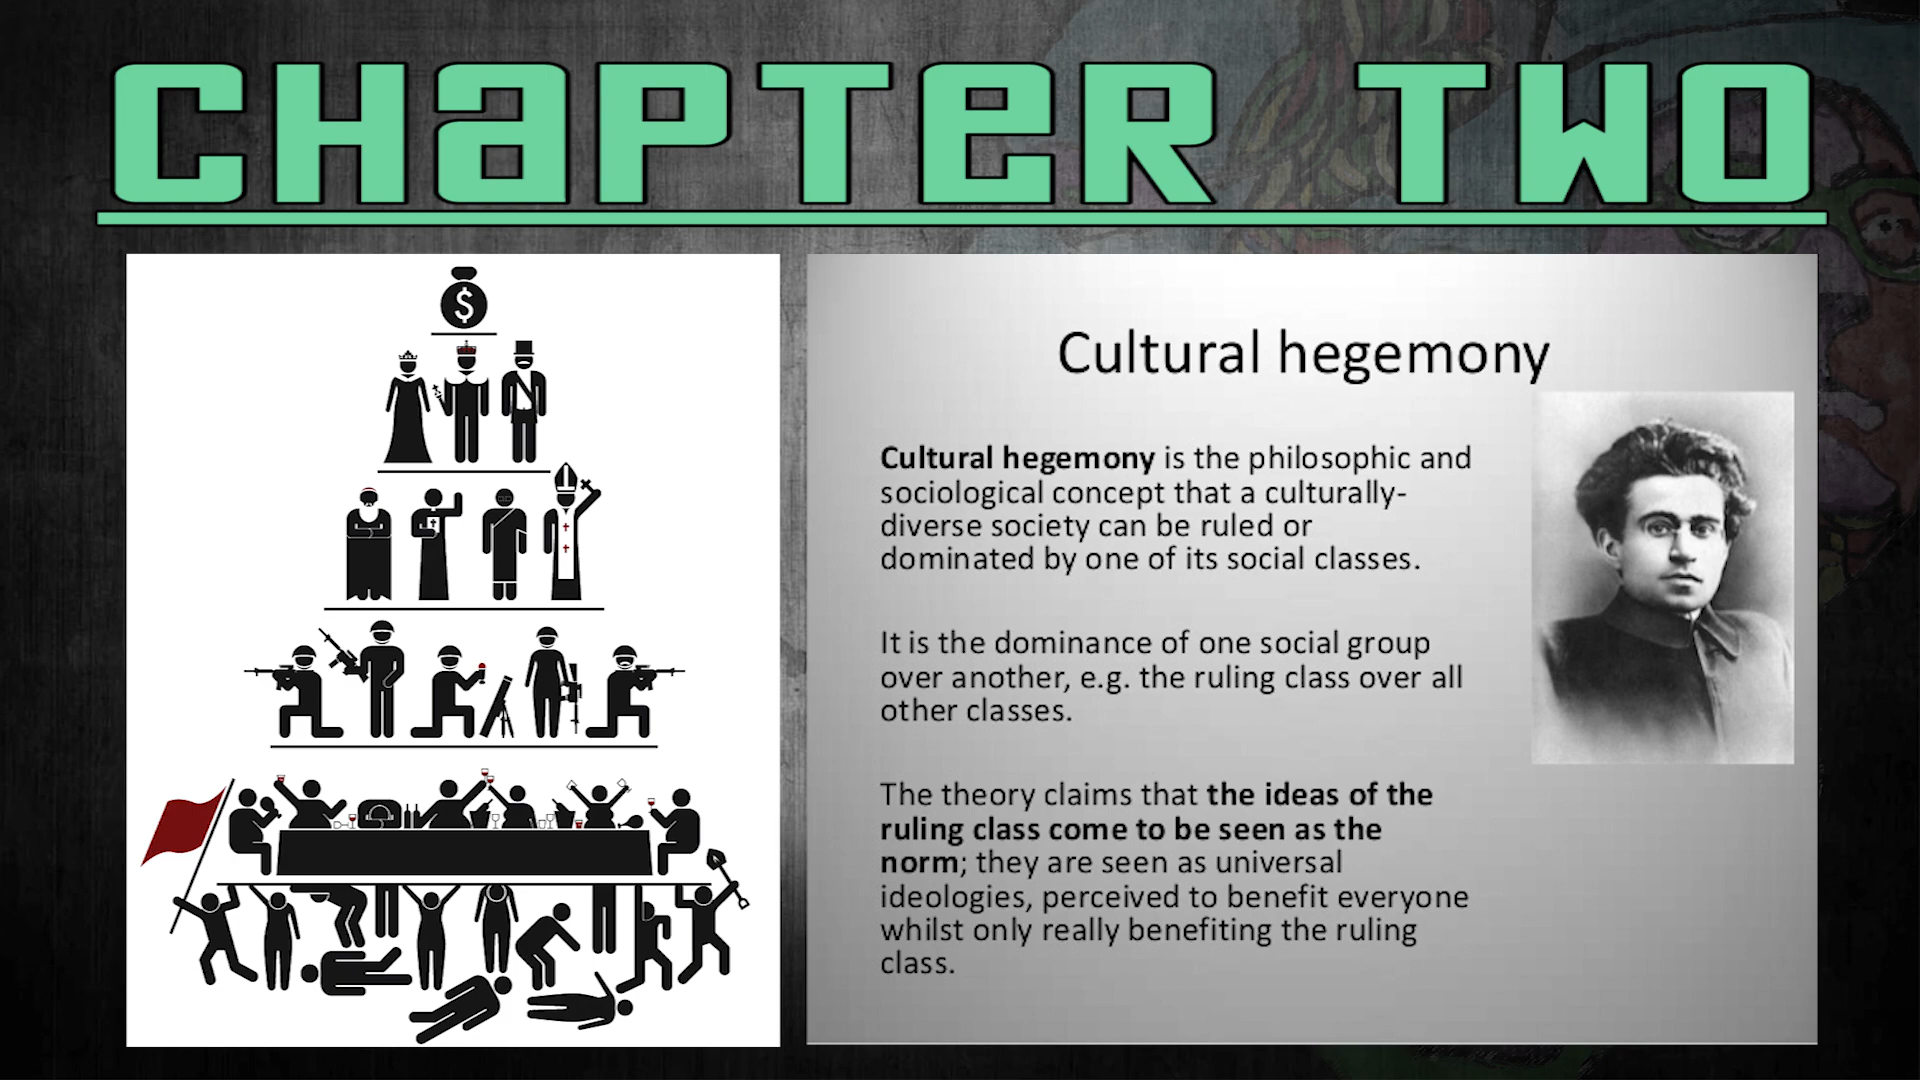 CHAPTER TWO
$
Cultural hegemony
Cultural hegemony is the philosophic and
sociological concept that a culturally-
diverse society can be ruled or
dominated by one of its social classes.
It is the dominance of one social group
over another, e.g. the ruling class over all
other classes.
The theory claims that the ideas of the
ruling class come to be seen as the
norm; they are seen as universal
ideologies, perceived to benefit everyone
whilst only really benefiting the ruling
class.